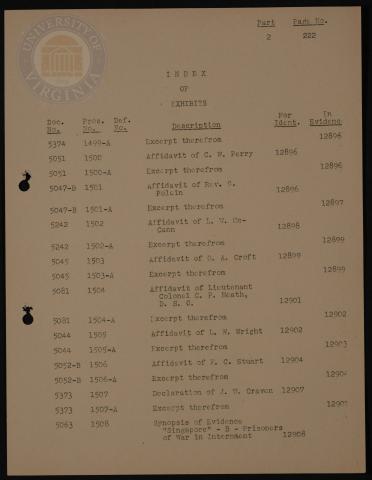 UNIVERSITY OF VIRGINIA
Part Page No.
2 222
INDEX
OF
EXHIBITS
Doc. Pros. Def. For In
No. No. No. Description Ident. Evidence
5374 1499-A Excerpt therefrom 12896
5051 1500 Affidavit of C. W. Perry 12896
5051 1500-A Excerpt therefrom 12896
5047-B 1501 Affidavit of Rev.
12896
5047-B 1501-A Excerpt therefrom 12897
5242 1502 Affidavit of L. W. Mc-
Cann 12898
5242 1502-A Excerpt therefrom 12899
5045 1503 Affidavit of O. A. Croft 12899
5045 1503-A Excerpt therefrom 12899
5081 1504 Affidavit of Lieutenant
Colonel C. P. Heath,
D. S. O. 12901
5081 1504-A Excerpt therefrom 12902
5044 1505 Affidavit of L. N. Wright 12902
5044 1505-A Excerpt therefrom 12903
5052-B 1506 Affidavit of F. C. Stuart 12904
5052-B 1506-A Excerpt therefrom
5373 1507 Declaration of J. W. Craven 12907
5373 1507-A Excerpt therefrom
5063 1508 Synopsis of Evidence
"Singapore" - B - Prisoners
of War in Internment 12908